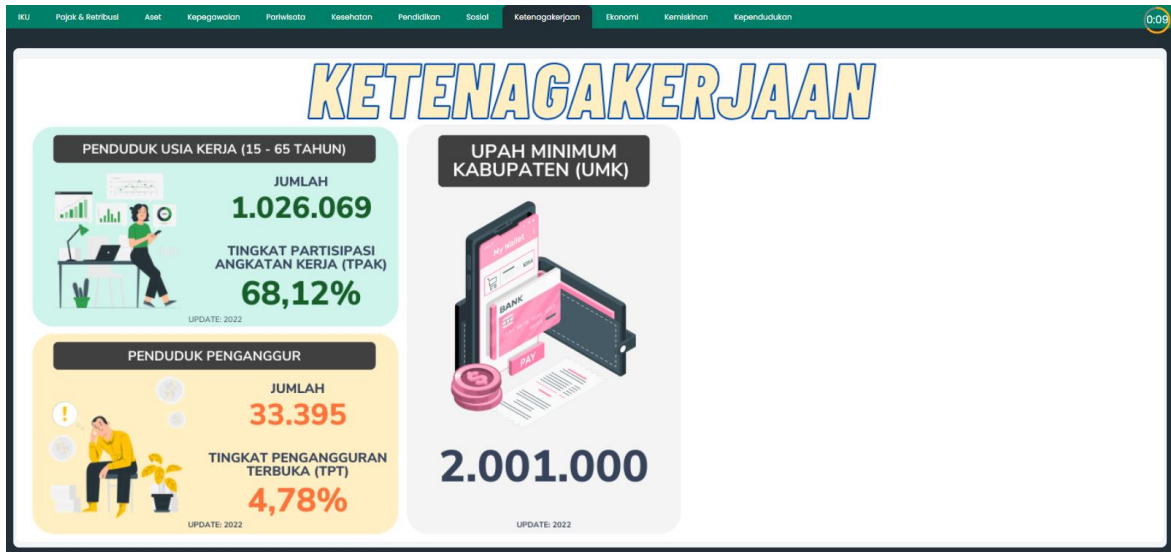 IKU Pajak & Retribusi Aset Kepegawaian Pariwisata Kesehatan Pendidikan Sosial Ketenagakerjaan Ekonomi Kemiskinan Kependudukan 0:09
KETENAGAKERJAAN
PENDUDUK USIA KERJA (15 - 65 TAHUN)
JUMLAH
1.026.069
TINGKAT PARTISIPASI
ANGKATAN KERJA (TPAK)
68,12%
UPDATE: 2022
PENDUDUK PENGANGGUR
JUMLAH
33.395
TINGKAT PENGANGGURAN
TERBUKA (TPT)
4,78%
UPDATE: 2022
UPAH MINIMUM
KABUPATEN (UMK)
My Wallet
BANK
PAY
2.001.000
UPDATE: 2022